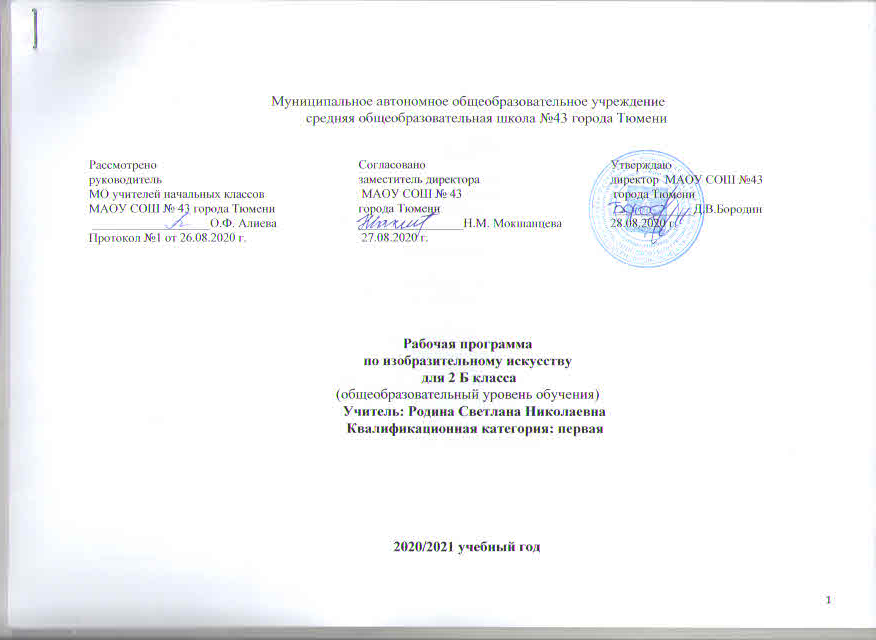 Муниципальное автономное общеобразовательное учреждение
средняя общеобразовательная школа №43 города Тюмени
Рассмотрено
руководитель
МО учителей начальных классов
МАОУ СОШ № 43 города Тюмени
О.Ф. Алиева
Протокол №1 от 26.08.2020 г.
Согласовано
заместитель директора
МАОУ СОШ № 43
города Тюмени
Н.М. Мокшанцева
27.08.2020 г.
Утверждаю
директор МАОУ СОШ №43
города Тюмени
Д.В.Бородин
28.08.2020 г.
Рабочая программа
по изобразительному искусству
для 2 Б класса
(общеобразовательный уровень обучения)
Учитель: Родина Светлана Николаевна
Квалификационная категория: первая
2020/2021 учебный год
1